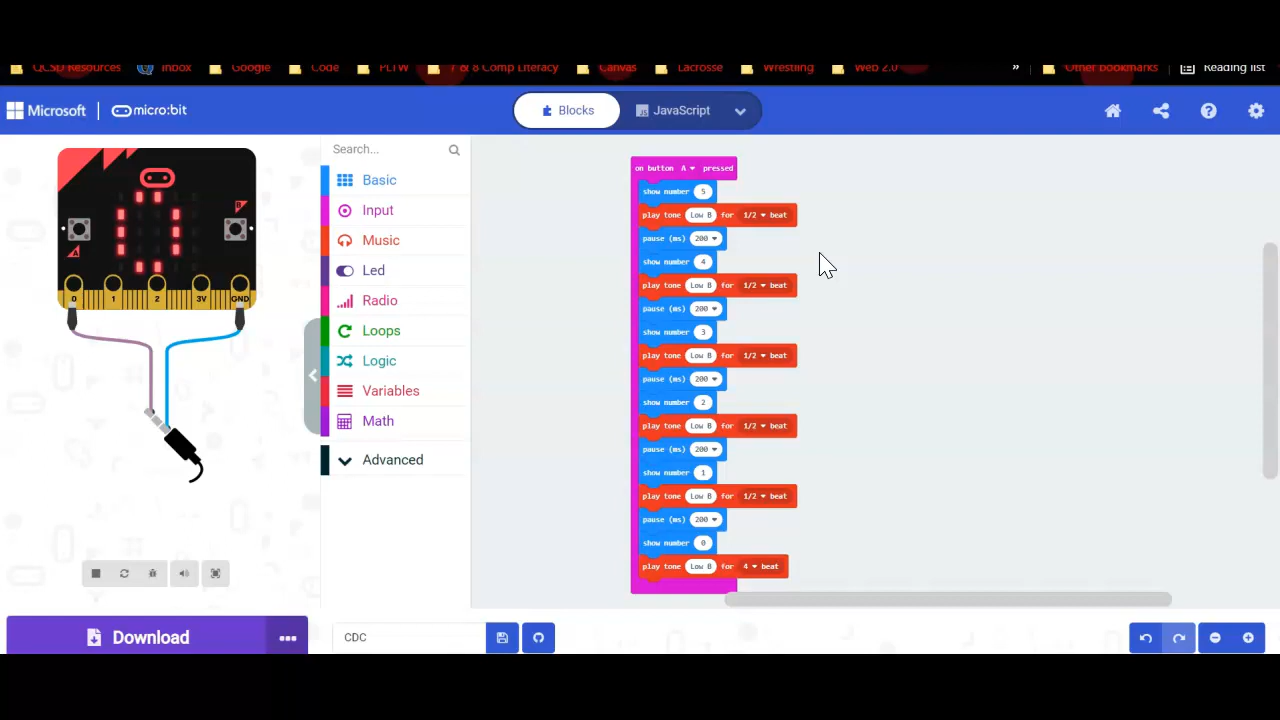 QCSD Resources Inbox Google Code PLTW 7 & 8 Comp Literacy Canvas Lacrosse Wrestling Web 2.0 » Other bookmarks Reading list
Microsoft | micro:bit Blocks JavaScript
Search...
Basic
Input
Music
Led
Radio
Loops
Logic
Variables
Math
Advanced
B
A
0 1 2 3V GND
on button A pressed
show number 5
play tone Low B for 1/2 beat
pause (ms) 200
show number 4
play tone Low B for 1/2 beat
pause (ms) 200
show number 3
play tone Low B for 1/2 beat
pause (ms) 200
show number 2
play tone Low B for 1/2 beat
pause (ms) 200
show number 1
play tone Low B for 1/2 beat
pause (ms) 200
show number 0
play tone Low B for 4 beat
Download ••• CDC